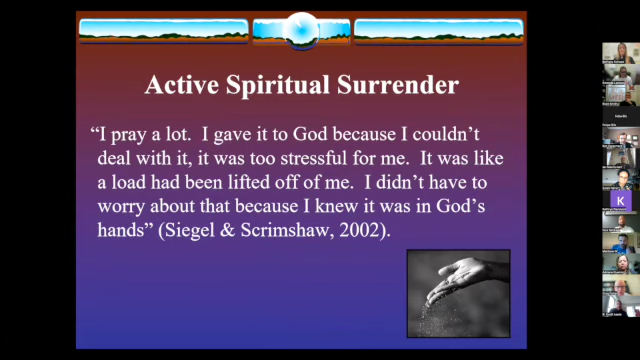 Active Spiritual Surrender
“I pray a lot.  I gave it to God because I couldn’t
deal with it, it was too stressful for me.  It was like
a load had been lifted off of me.  I didn’t have to
worry about that because I knew it was in God’s
hands” (Siegel & Scrimshaw, 2002).
K